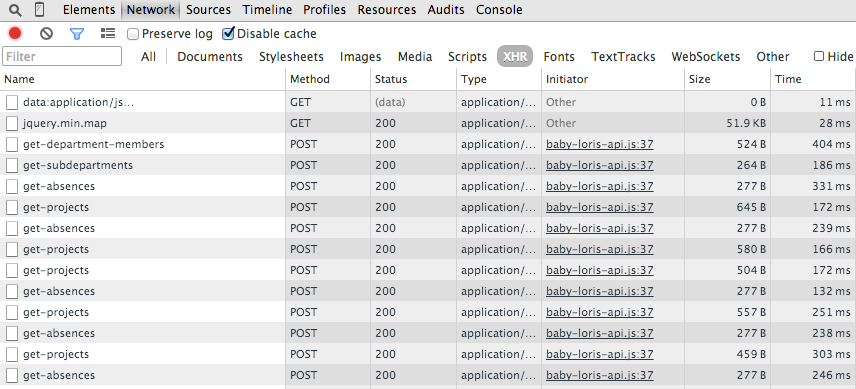 Elements Network Sources Timeline Profiles Resources Audits Console
Preserve log Disable cache
Filter All Documents Stylesheets Images Media Scripts XHR Fonts TextTracks WebSockets Other Hide
Name Method Status Type Initiator Size Time
data:application/js... GET (data) application/... Other 0 B 11 ms
jquery.min.map GET 200 application/... Other 51.9 KB 28 ms
get-department-members POST 200 application/... baby-loris-api.js:37 524 B 404 ms
get-subdepartments POST 200 application/... baby-loris-api.js:37 264 B 186 ms
get-absences POST 200 application/... baby-loris-api.js:37 277 B 331 ms
get-projects POST 200 application/... baby-loris-api.js:37 645 B 172 ms
get-absences POST 200 application/... baby-loris-api.js:37 277 B 239 ms
get-projects POST 200 application/... baby-loris-api.js:37 580 B 166 ms
get-projects POST 200 application/... baby-loris-api.js:37 504 B 172 ms
get-absences POST 200 application/... baby-loris-api.js:37 277 B 132 ms
get-projects POST 200 application/... baby-loris-api.js:37 557 B 251 ms
get-absences POST 200 application/... baby-loris-api.js:37 277 B 238 ms
get-projects POST 200 application/... baby-loris-api.js:37 459 B 303 ms
get-absences POST 200 application/... baby-loris-api.js:37 277 B 246 ms